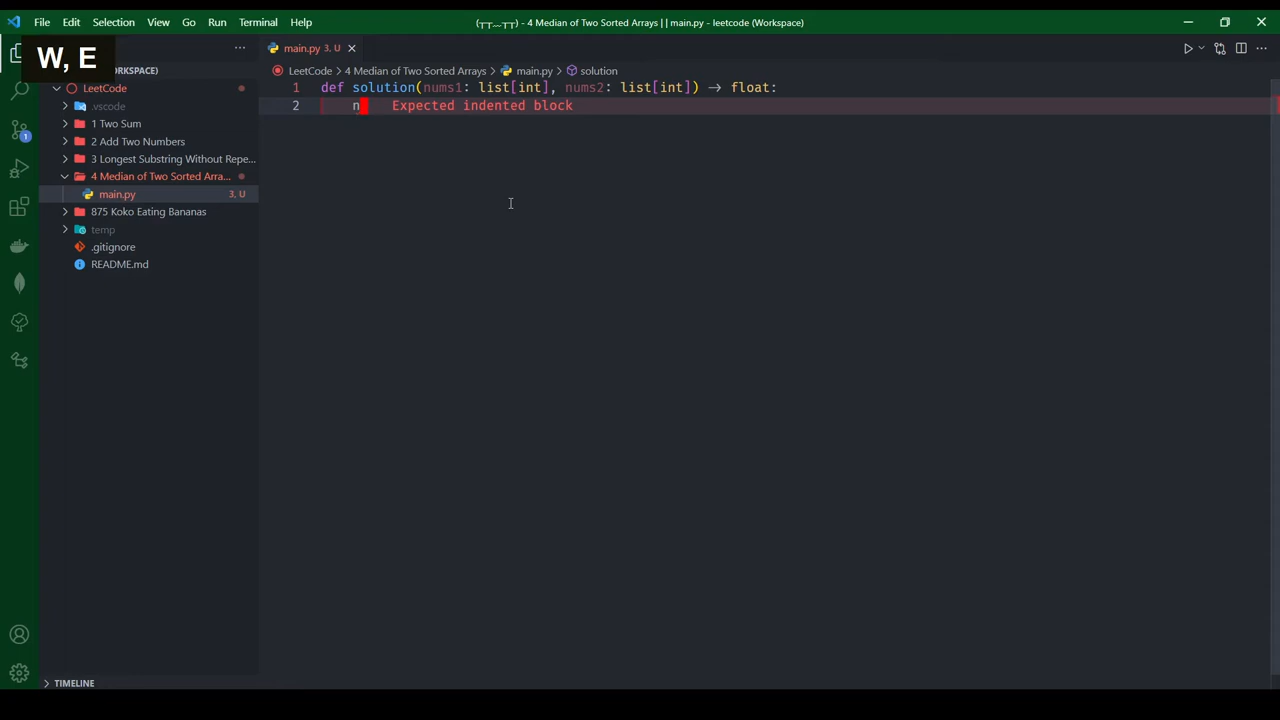 File Edit Selection View Go Run Terminal Help
(┬┬﹏┬┬) - 4 Median of Two Sorted Arrays | | main.py - leetcode (Workspace)
W, E
main.py 3, U
ORKSPACE)
LeetCode > 4 Median of Two Sorted Arrays > main.py > solution
LeetCode
.vscode
1 Two Sum
2 Add Two Numbers
3 Longest Substring Without Repe...
4 Median of Two Sorted Arra...
main.py 3, U
875 Koko Eating Bananas
temp
.gitignore
README.md
1 def solution(nums1: list[int], nums2: list[int]) → float:
2 n Expected indented block
1
TIMELINE